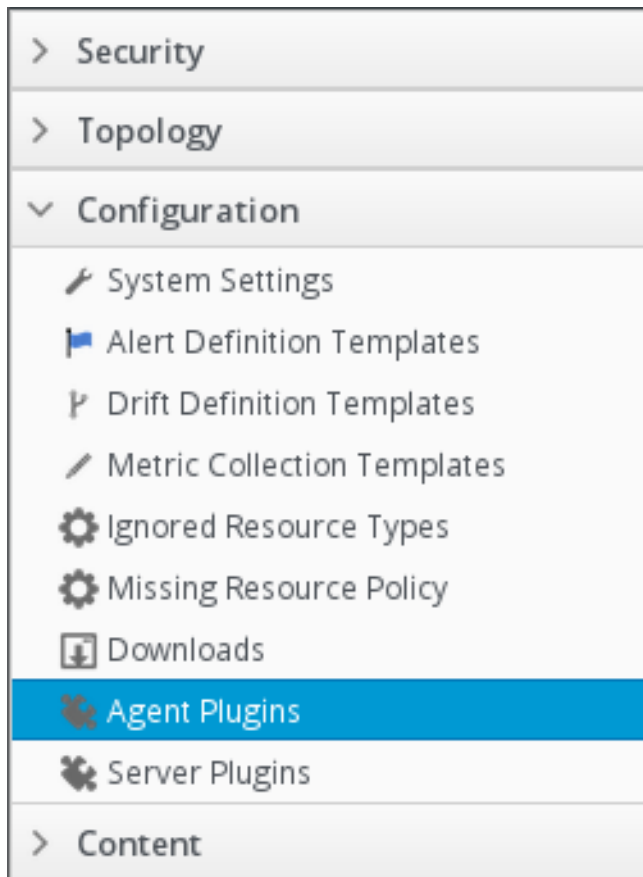 Security
Topology
Configuration
System Settings
Alert Definition Templates
Drift Definition Templates
Metric Collection Templates
Ignored Resource Types
Missing Resource Policy
Downloads
Agent Plugins
Server Plugins
Content